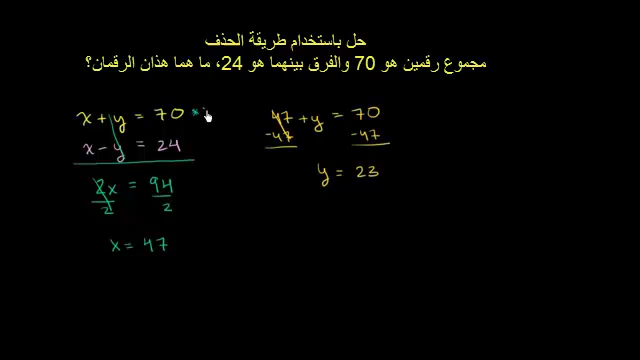 حل باستخدام طريقة الحذف
مجموع رقمين هو 70 والفرق بينهما هو 24، ما هما هذان الرقمان؟
x + y = 70
x - y = 24
2x = 94
2 2
x = 47
47 + y = 70
-47 -47
y = 23